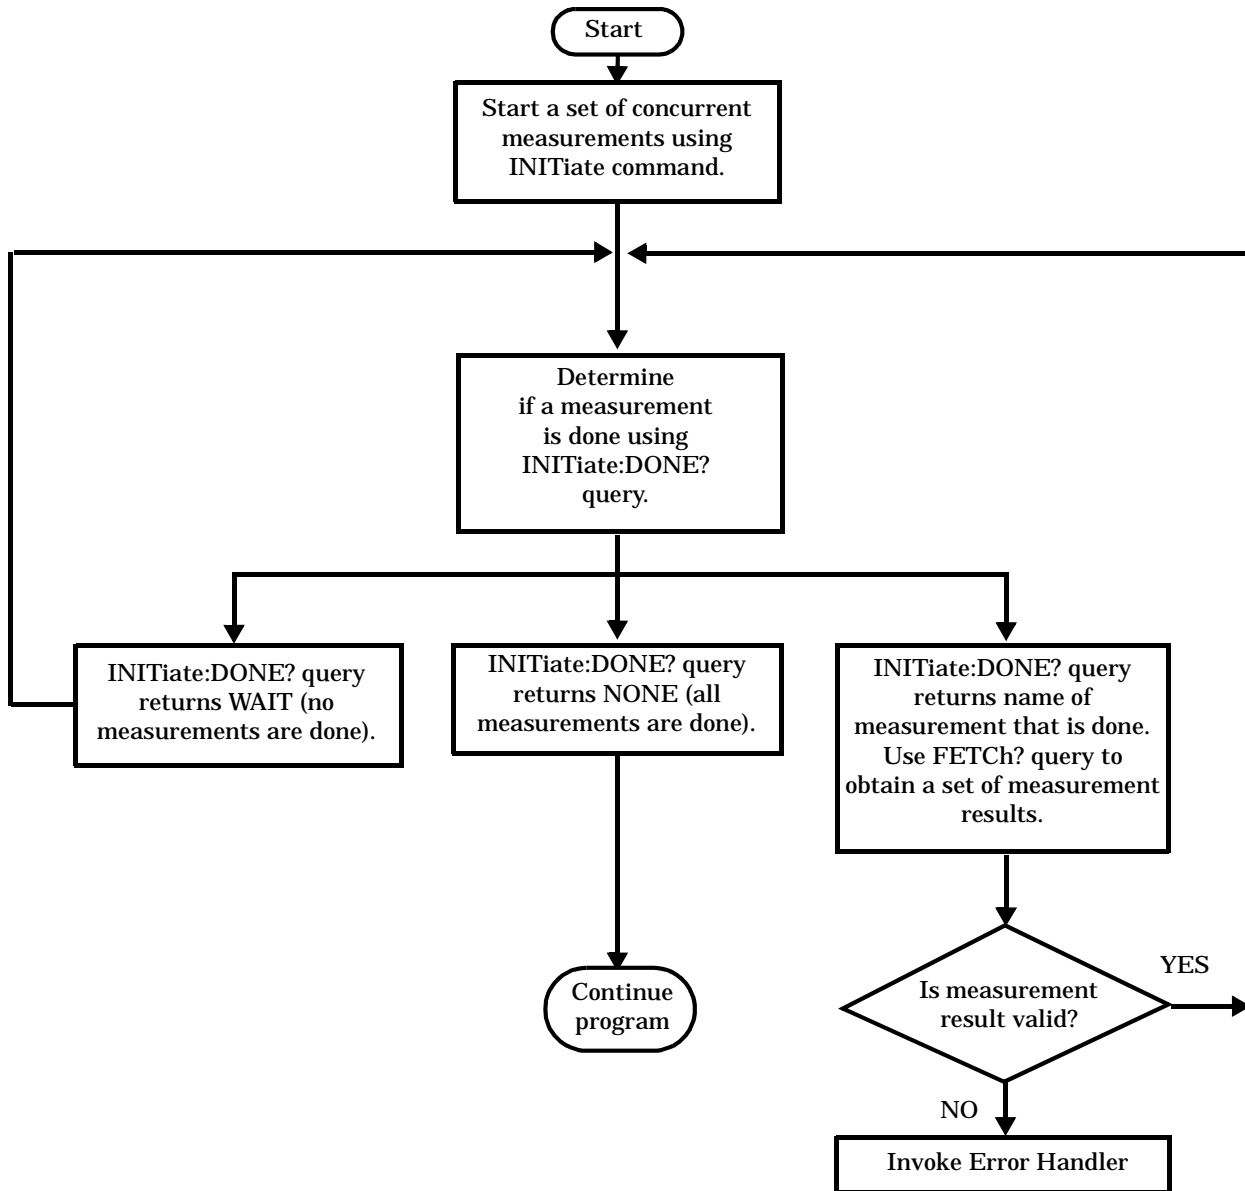 Start
Start a set of concurrent
measurements using
INITiate command.
Determine
if a measurement
is done using
INITiate:DONE?
query.
INITiate:DONE? query
returns WAIT (no
measurements are done).
INITiate:DONE? query
returns NONE (all
measurements are done).
INITiate:DONE? query
returns name of
measurement that is done.
Use FETCh? query to
obtain a set of measurement
results.
Continue
program
Is measurement
result valid?
YES
NO
Invoke Error Handler